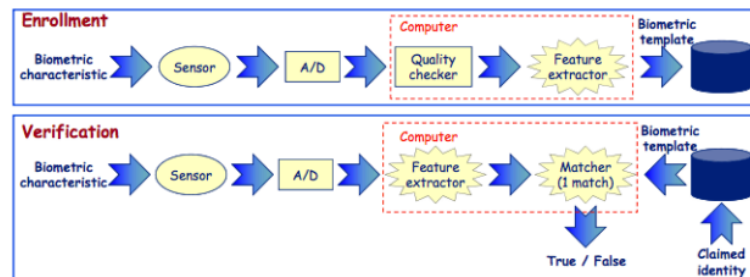 Enrollment
Computer
Biometric
template
Biometric
characteristic
Sensor
A/D
Quality
checker
Feature
extractor
Verification
Computer
Biometric
template
Biometric
characteristic
Sensor
A/D
Feature
extractor
Matcher
(1 match)
True / False
Claimed
identity